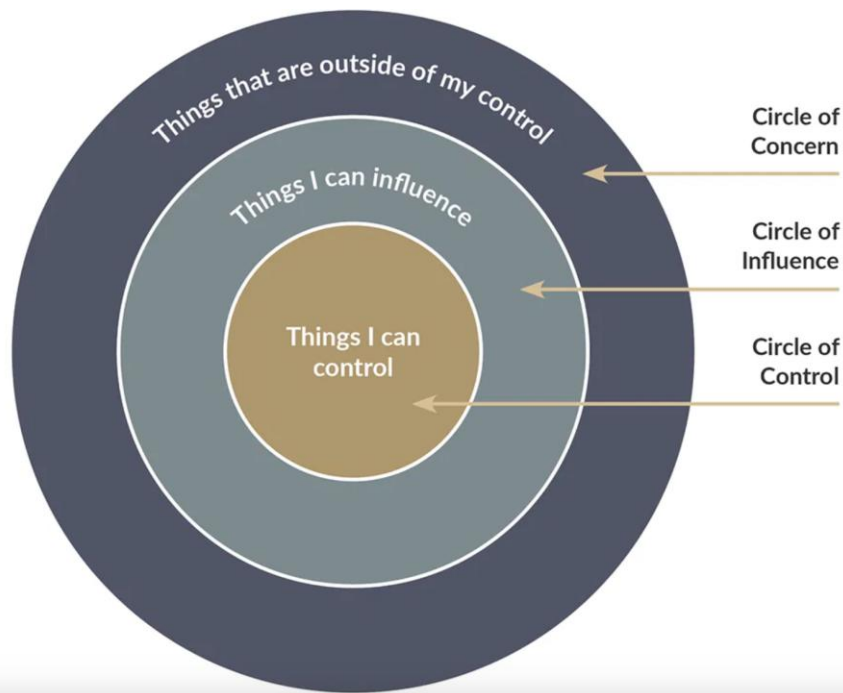 Things that are outside of my control
Things I can influence
Things I can
control
Circle of
Concern
Circle of
Influence
Circle of
Control